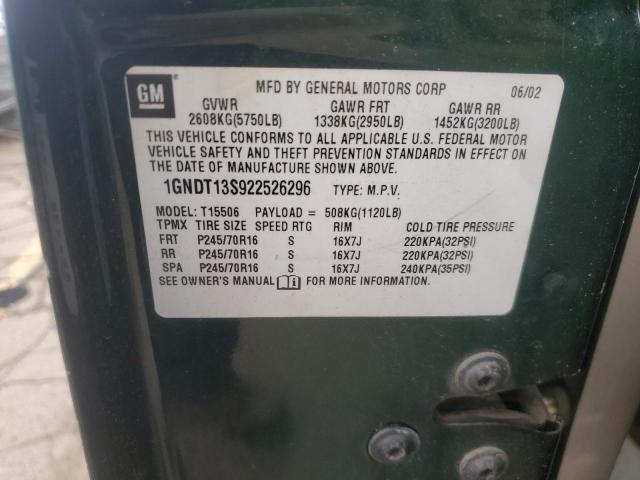 GM MFD BY GENERAL MOTORS CORP 06/02
GVWR GAWR FRT GAWR RR
2608KG(5750LB) 1338KG(2950LB) 1452KG(3200LB)
THIS VEHICLE CONFORMS TO ALL APPLICABLE U.S. FEDERAL MOTOR
VEHICLE SAFETY AND THEFT PREVENTION STANDARDS IN EFFECT ON
THE DATE OF MANUFACTURE SHOWN ABOVE.
1GNDT13S922526296 TYPE: M.P.V.
MODEL: T15506 PAYLOAD = 508KG(1120LB)
TPMX TIRE SIZE SPEED RTG RIM COLD TIRE PRESSURE
FRT P245/70R16 S 16X7J 220KPA(32PSI)
RR P245/70R16 S 16X7J 220KPA(32PSI)
SPA P245/70R16 S 16X7J 240KPA(35PSI)
SEE OWNER'S MANUAL FOR MORE INFORMATION.